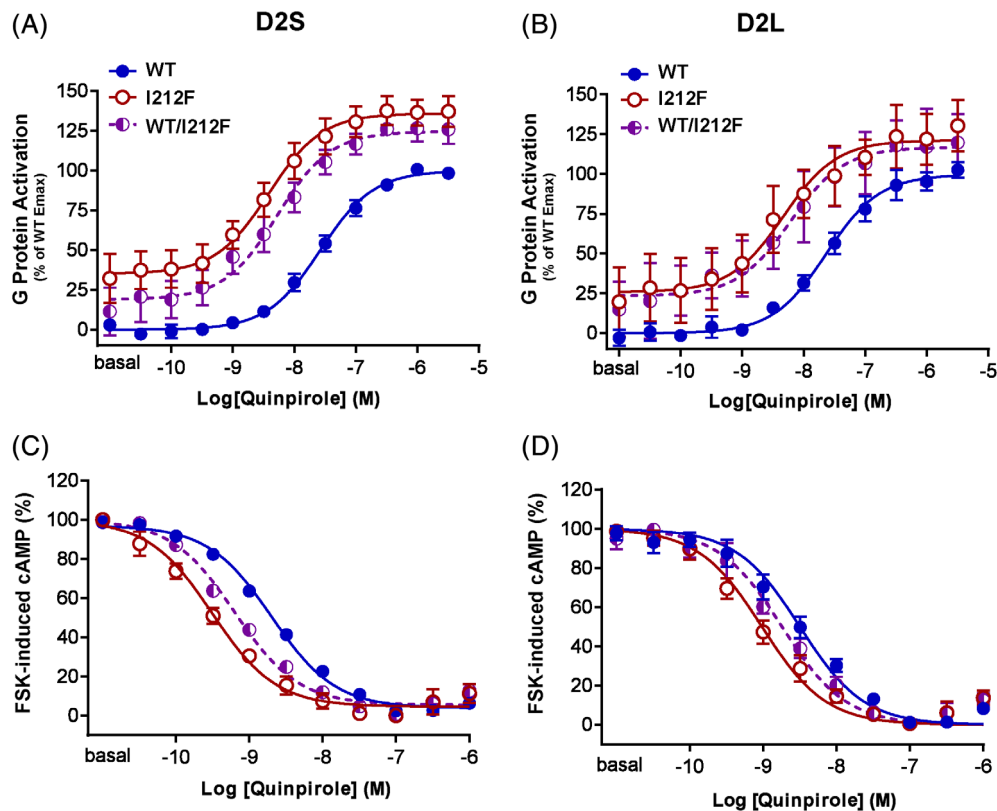 (A)
D2S
WT
I212F
WT/I212F
G Protein Activation
(% of WT Emax)
150
125
100
75
50
25
0
basal -10 -9 -8 -7 -6 -5
Log[Quinpirole] (M)
(B)
D2L
WT
I212F
WT/I212F
G Protein Activation
(% of WT Emax)
150
125
100
75
50
25
0
basal -10 -9 -8 -7 -6 -5
Log[Quinpirole] (M)
(C)
FSK-induced cAMP (%)
120
100
80
60
40
20
0
basal -10 -9 -8 -7 -6
Log [Quinpirole] (M)
(D)
FSK-induced cAMP (%)
120
100
80
60
40
20
0
basal -10 -9 -8 -7 -6
Log [Quinpirole] (M)